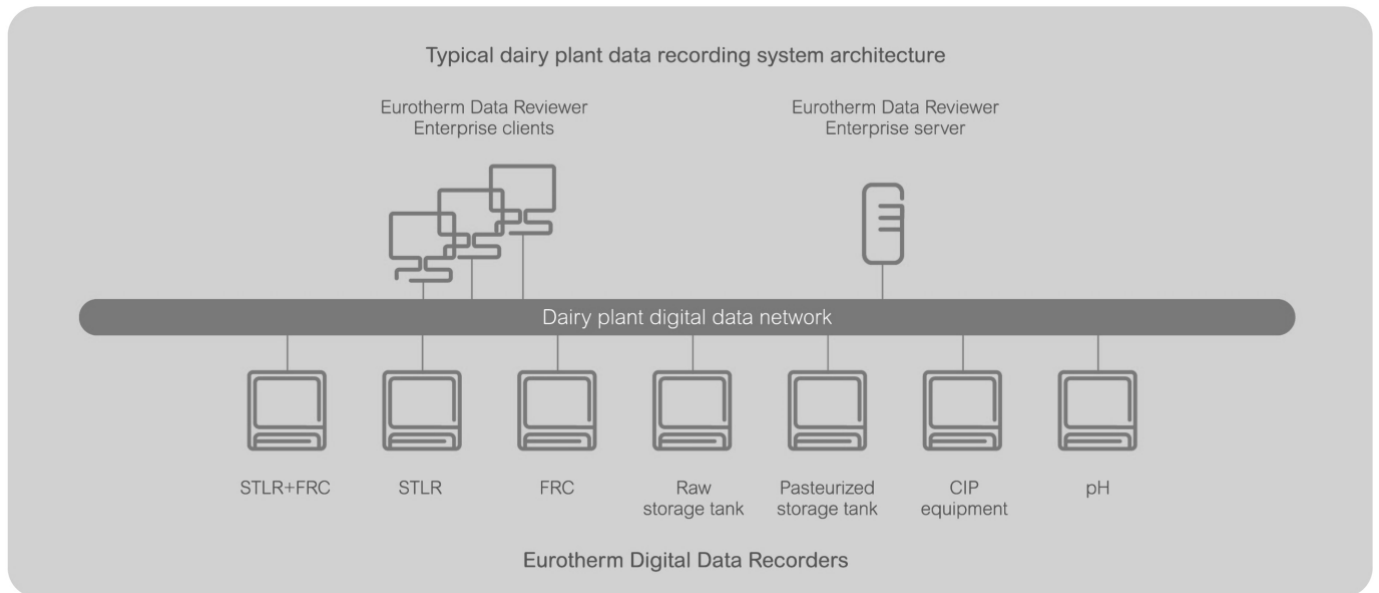 Typical dairy plant data recording system architecture
Eurotherm Data Reviewer
Enterprise clients
Eurotherm Data Reviewer
Enterprise server
Dairy plant digital data network
STLR+FRC
STLR
FRC
Raw
storage tank
Pasteurized
storage tank
CIP
equipment
pH
Eurotherm Digital Data Recorders